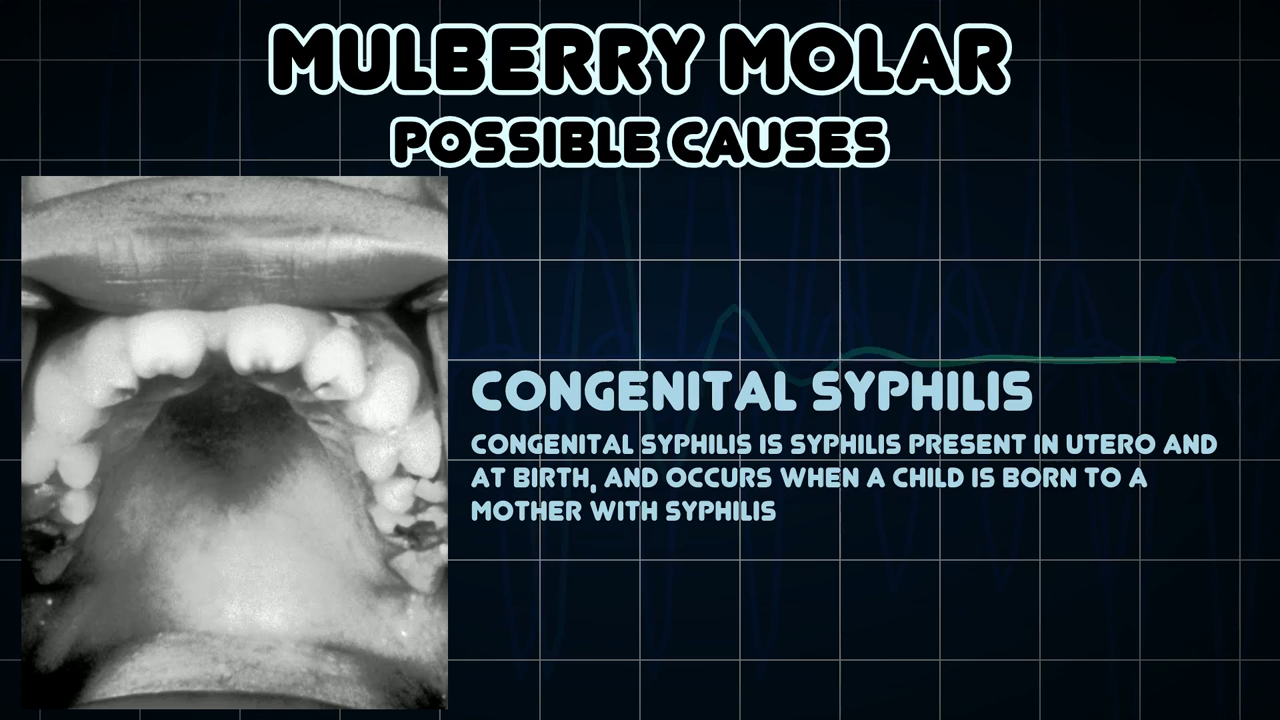 MULBERRY MOLAR
POSSIBLE CAUSES
CONGENITAL SYPHILIS
CONGENITAL SYPHILIS IS SYPHILIS PRESENT IN UTERO AND
AT BIRTH, AND OCCURS WHEN A CHILD IS BORN TO A
MOTHER WITH SYPHILIS